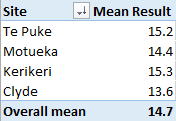 Site Mean Result
Te Puke 15.2
Motueka 14.4
Kerikeri 15.3
Clyde 13.6
Overall mean 14.7